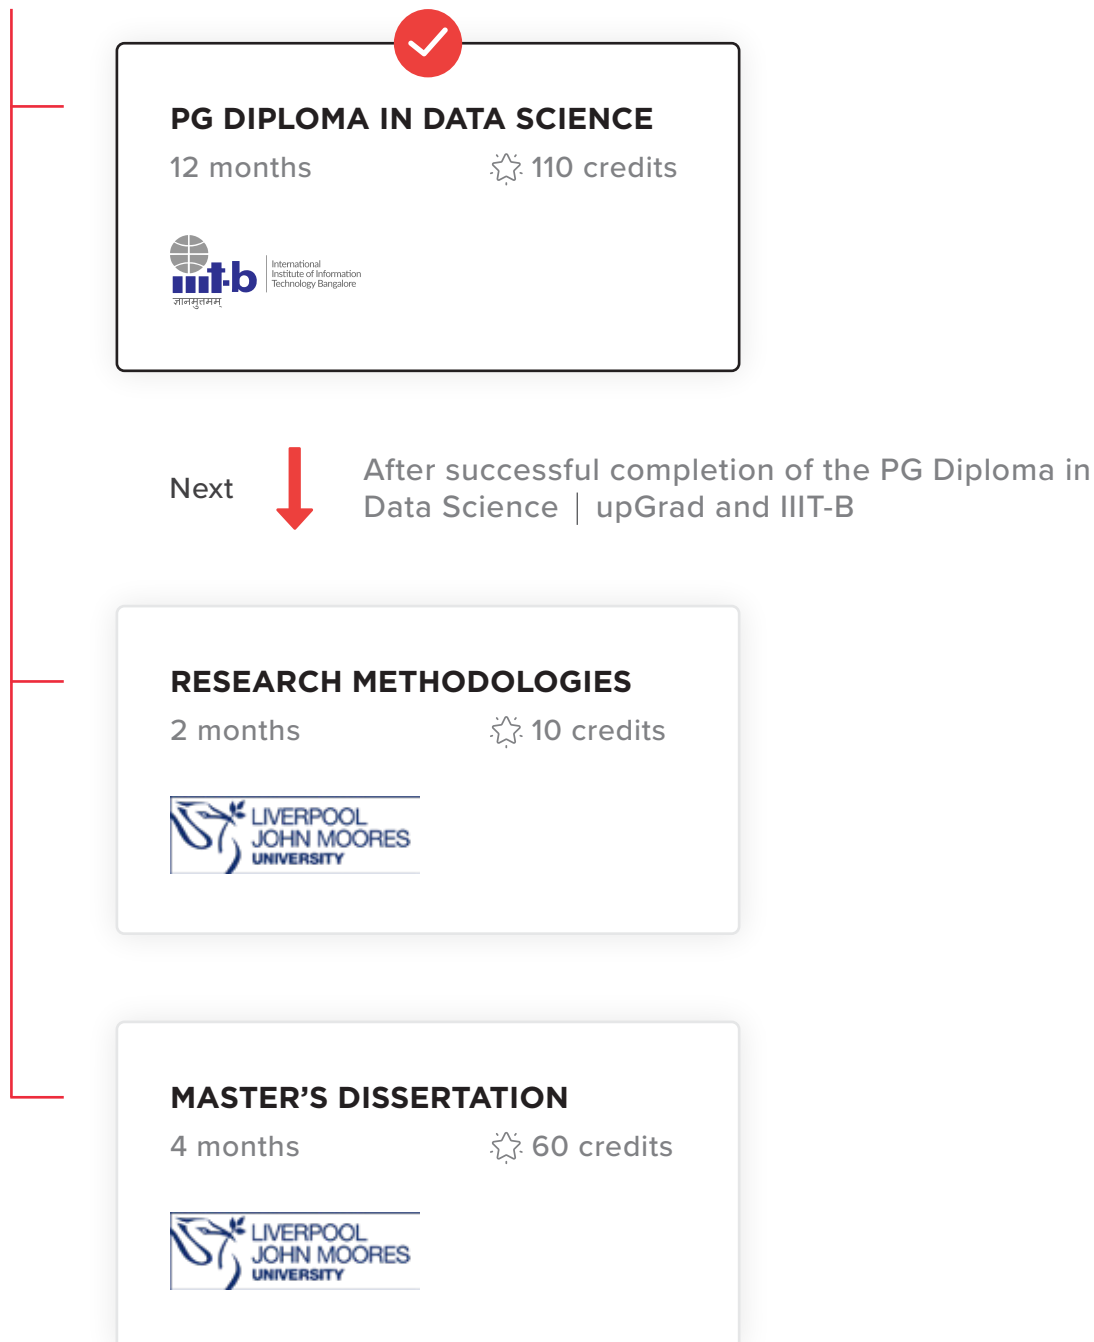 PG DIPLOMA IN DATA SCIENCE
12 months 110 credits
iiit-b
International
Institute of Information
Technology Bangalore
ज्ञानमुत्तमम्
Next
After successful completion of the PG Diploma in
Data Science | upGrad and IIIT-B
RESEARCH METHODOLOGIES
2 months 10 credits
LIVERPOOL
JOHN MOORES
UNIVERSITY
MASTER’S DISSERTATION
4 months 60 credits
LIVERPOOL
JOHN MOORES
UNIVERSITY